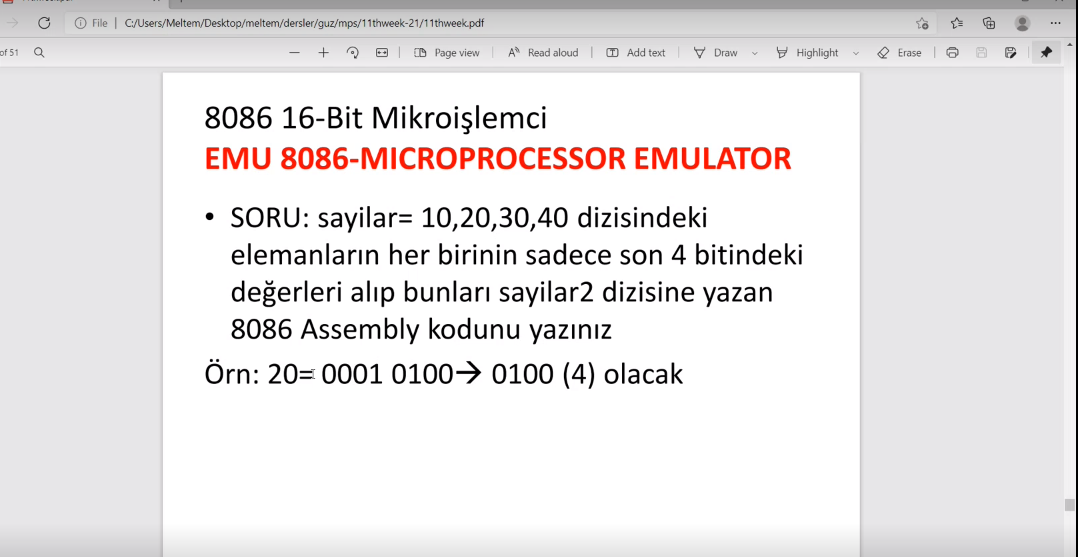 File C:/Users/Meltem/Desktop/meltem/dersler/guz/mps/11thweek-21/11thweek.pdf
of 51 Page view Read aloud Add text Draw Highlight Erase
8086 16-Bit Mikroişlemci
EMU 8086-MICROPROCESSOR EMULATOR
• SORU: sayilar= 10,20,30,40 dizisindeki
elemanların her birinin sadece son 4 bitindeki
değerleri alıp bunları sayilar2 dizisine yazan
8086 Assembly kodunu yazınız
Örn: 20= 0001 0100→ 0100 (4) olacak